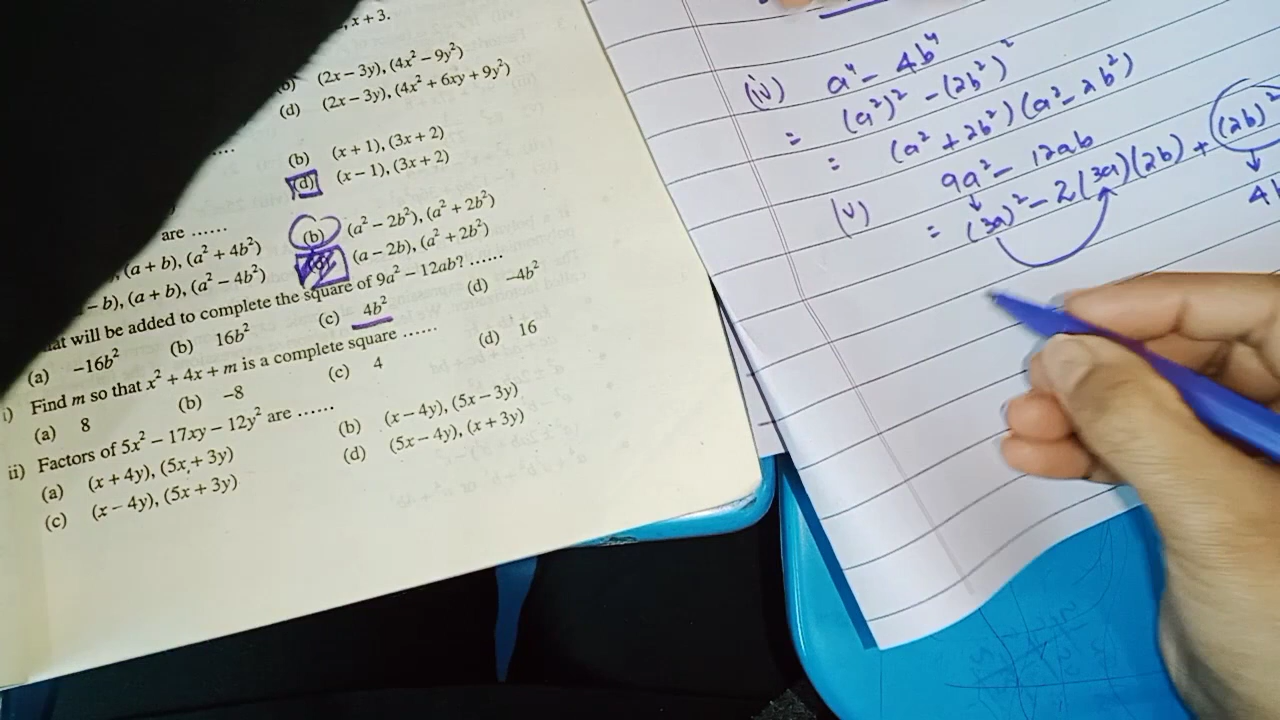 , x + 3.
(b) (2x − 3y), (4x² − 9y²)
(d) (2x − 3y), (4x² + 6xy + 9y²)
......
(b) (x + 1), (3x + 2)
(d) (x − 1), (3x + 2)
are ......
(b) (a² − 2b²), (a² + 2b²)
, (a + b), (a² + 4b²)
(a − 2b), (a² + 2b²)
− b), (a + b), (a² − 4b²)
at will be added to complete the square of 9a² − 12ab? ......
(a) −16b² (b) 16b² (c) 4b² (d) −4b²
i) Find m so that x² + 4x + m is a complete square ......
(a) 8 (b) −8 (c) 4 (d) 16
ii) Factors of 5x² − 17xy − 12y² are ......
(a) (x + 4y), (5x + 3y) (b) (x − 4y), (5x − 3y)
(c) (x − 4y), (5x + 3y) (d) (5x − 4y), (x + 3y)
(iv) a⁴ − 4b⁴
= (a²)² − (2b²)²
= (a² + 2b²)(a² − 2b²)
(v) 9a² − 12ab
= (3a)² − 2(3a)(2b) + (2b)²